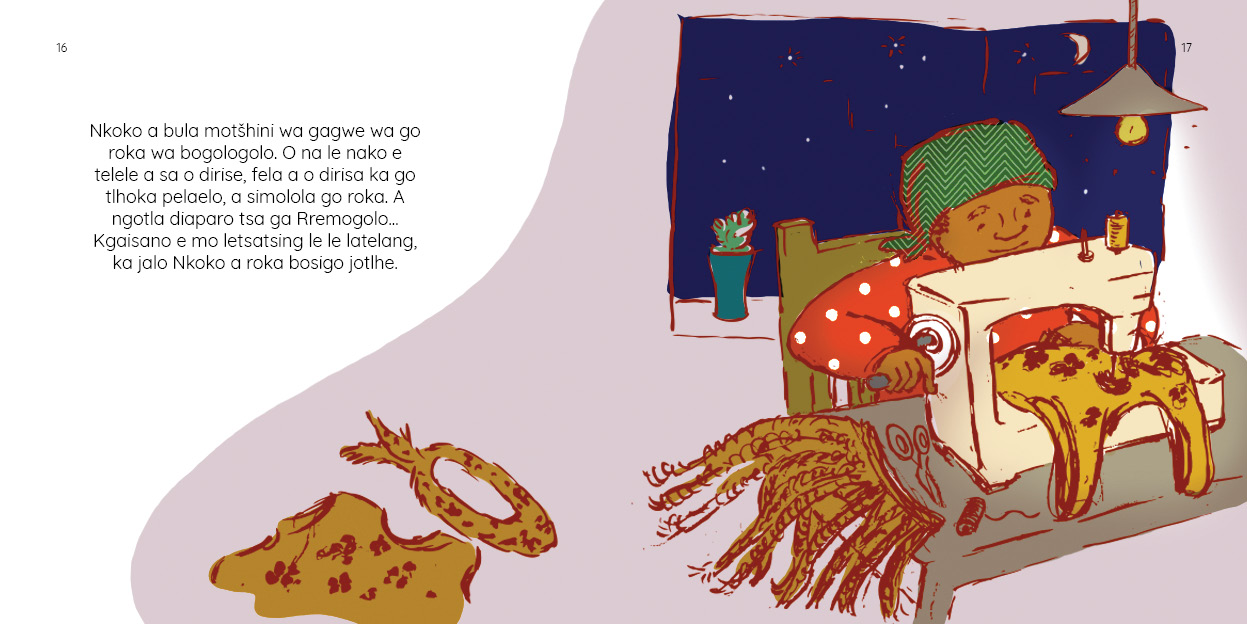 16
17
Nkoko a bula motšhini wa gagwe wa go
roka wa bogologolo. O na le nako e
telele a sa o dirise, fela a o dirisa ka go
tlhoka pelaelo, a simolola go roka. A
ngotla diaparo tsa ga Rremogolo...
Kgaisano e mo letsatsing le le latelang,
ka jalo Nkoko a roka bosigo jotlhe.